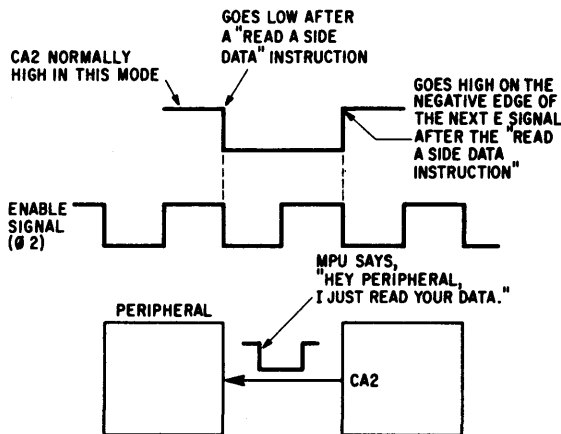 GOES LOW AFTER
A "READ A SIDE
DATA" INSTRUCTION
CA2 NORMALLY
HIGH IN THIS MODE
GOES HIGH ON THE
NEGATIVE EDGE OF
THE NEXT E SIGNAL
AFTER THE "READ
A SIDE DATA
INSTRUCTION"
ENABLE
SIGNAL
(Ø2)
MPU SAYS,
"HEY PERIPHERAL,
I JUST READ YOUR DATA."
PERIPHERAL
CA2